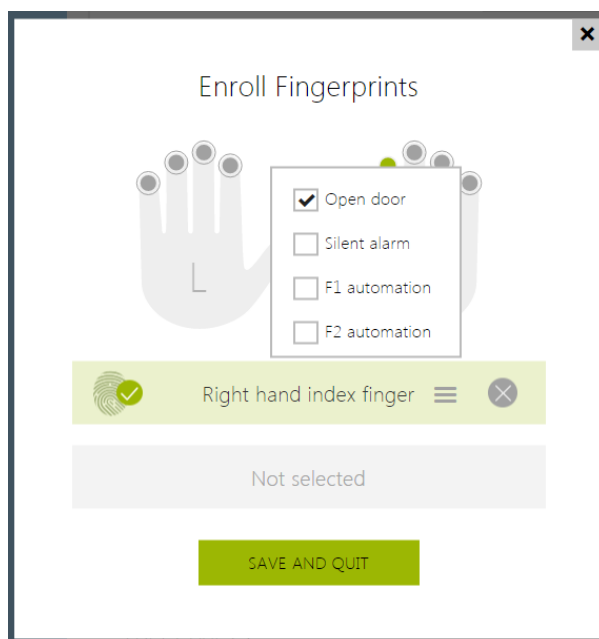 Enroll Fingerprints
Open door
Silent alarm
L
F1 automation
F2 automation
Right hand index finger
Not selected
SAVE AND QUIT